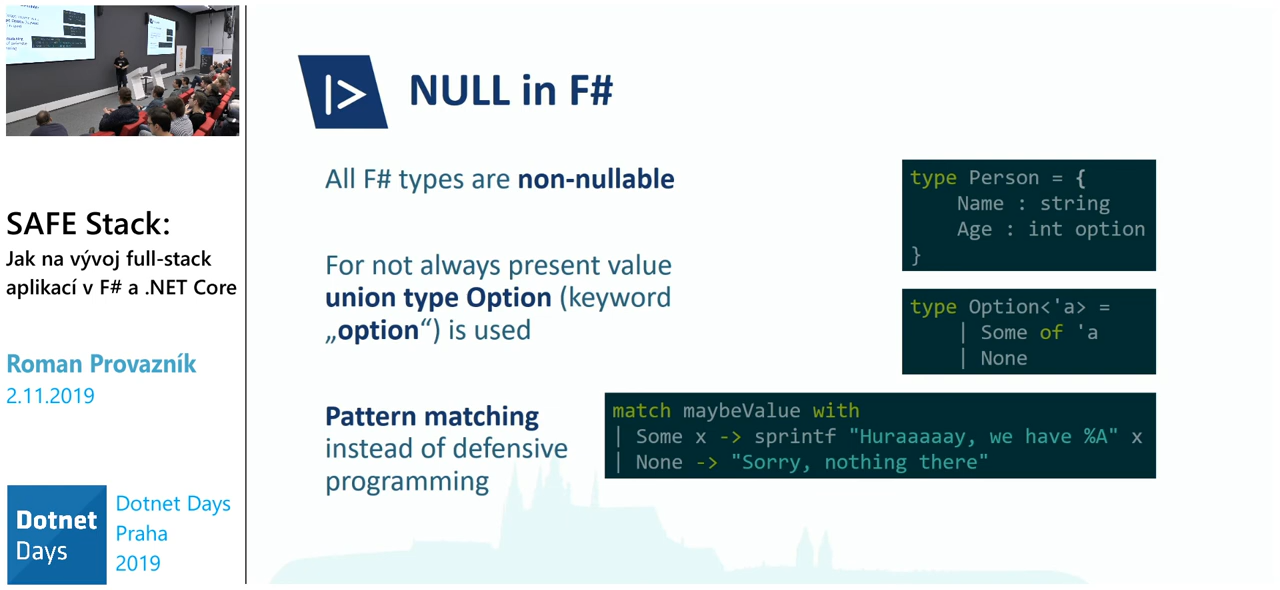 SAFE Stack:
Jak na vývoj full-stack
aplikací v F# a .NET Core
Roman Provazník
2.11.2019
Dotnet
Days
Dotnet Days
Praha
2019
|> NULL in F#
All F# types are non-nullable
type Person = {
    Name : string
    Age : int option
}
For not always present value
union type Option (keyword
„option“) is used
type Option<'a> =
    | Some of 'a
    | None
Pattern matching
instead of defensive
programming
match maybeValue with
| Some x -> sprintf "Huraaaaay, we have %A" x
| None -> "Sorry, nothing there"